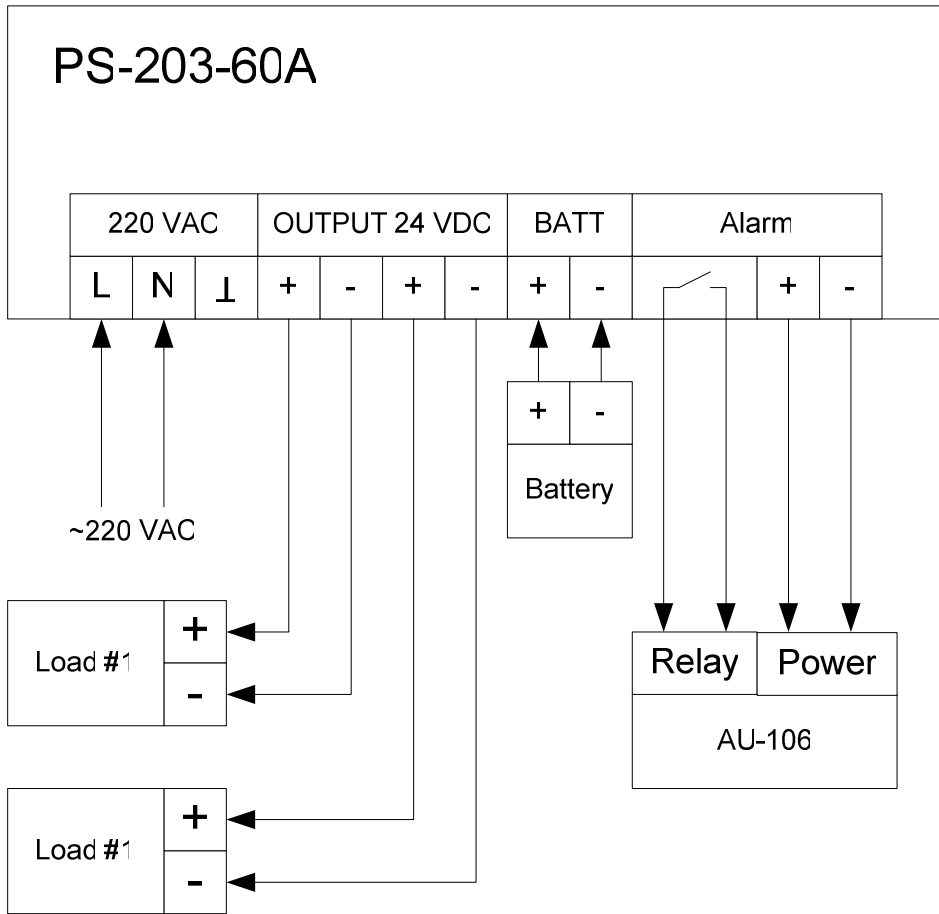 PS-203-60A
220 VAC OUTPUT 24 VDC BATT Alarm
L N ⊥ + - + - + - + -
+ -
Battery
~220 VAC
Load #1 + -
Relay Power
AU-106
Load #1 + -